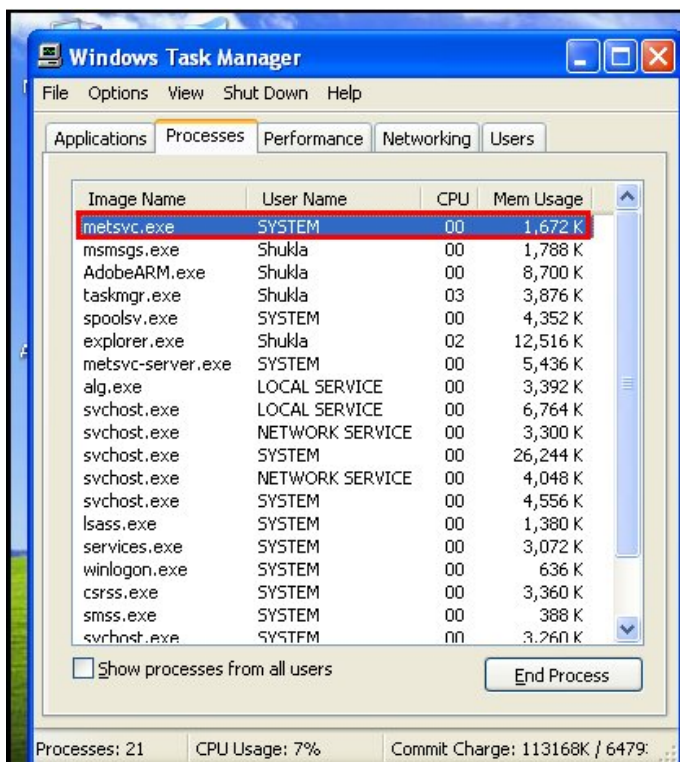 Windows Task Manager
File Options View Shut Down Help
Applications Processes Performance Networking Users
Image Name User Name CPU Mem Usage
metsvc.exe SYSTEM 00 1,672 K
msmsgs.exe Shukla 00 1,788 K
AdobeARM.exe Shukla 00 8,700 K
taskmgr.exe Shukla 03 3,876 K
spoolsv.exe SYSTEM 00 4,352 K
explorer.exe Shukla 02 12,516 K
metsvc-server.exe SYSTEM 00 5,436 K
alg.exe LOCAL SERVICE 00 3,392 K
svchost.exe LOCAL SERVICE 00 6,764 K
svchost.exe NETWORK SERVICE 00 3,300 K
svchost.exe SYSTEM 00 26,244 K
svchost.exe NETWORK SERVICE 00 4,048 K
svchost.exe SYSTEM 00 4,556 K
lsass.exe SYSTEM 00 1,380 K
services.exe SYSTEM 00 3,072 K
winlogon.exe SYSTEM 00 636 K
csrss.exe SYSTEM 00 3,360 K
smss.exe SYSTEM 00 388 K
svchost.exe SYSTEM 00 3,260 K
Show processes from all users
End Process
Processes: 21 CPU Usage: 7% Commit Charge: 113168K / 6479